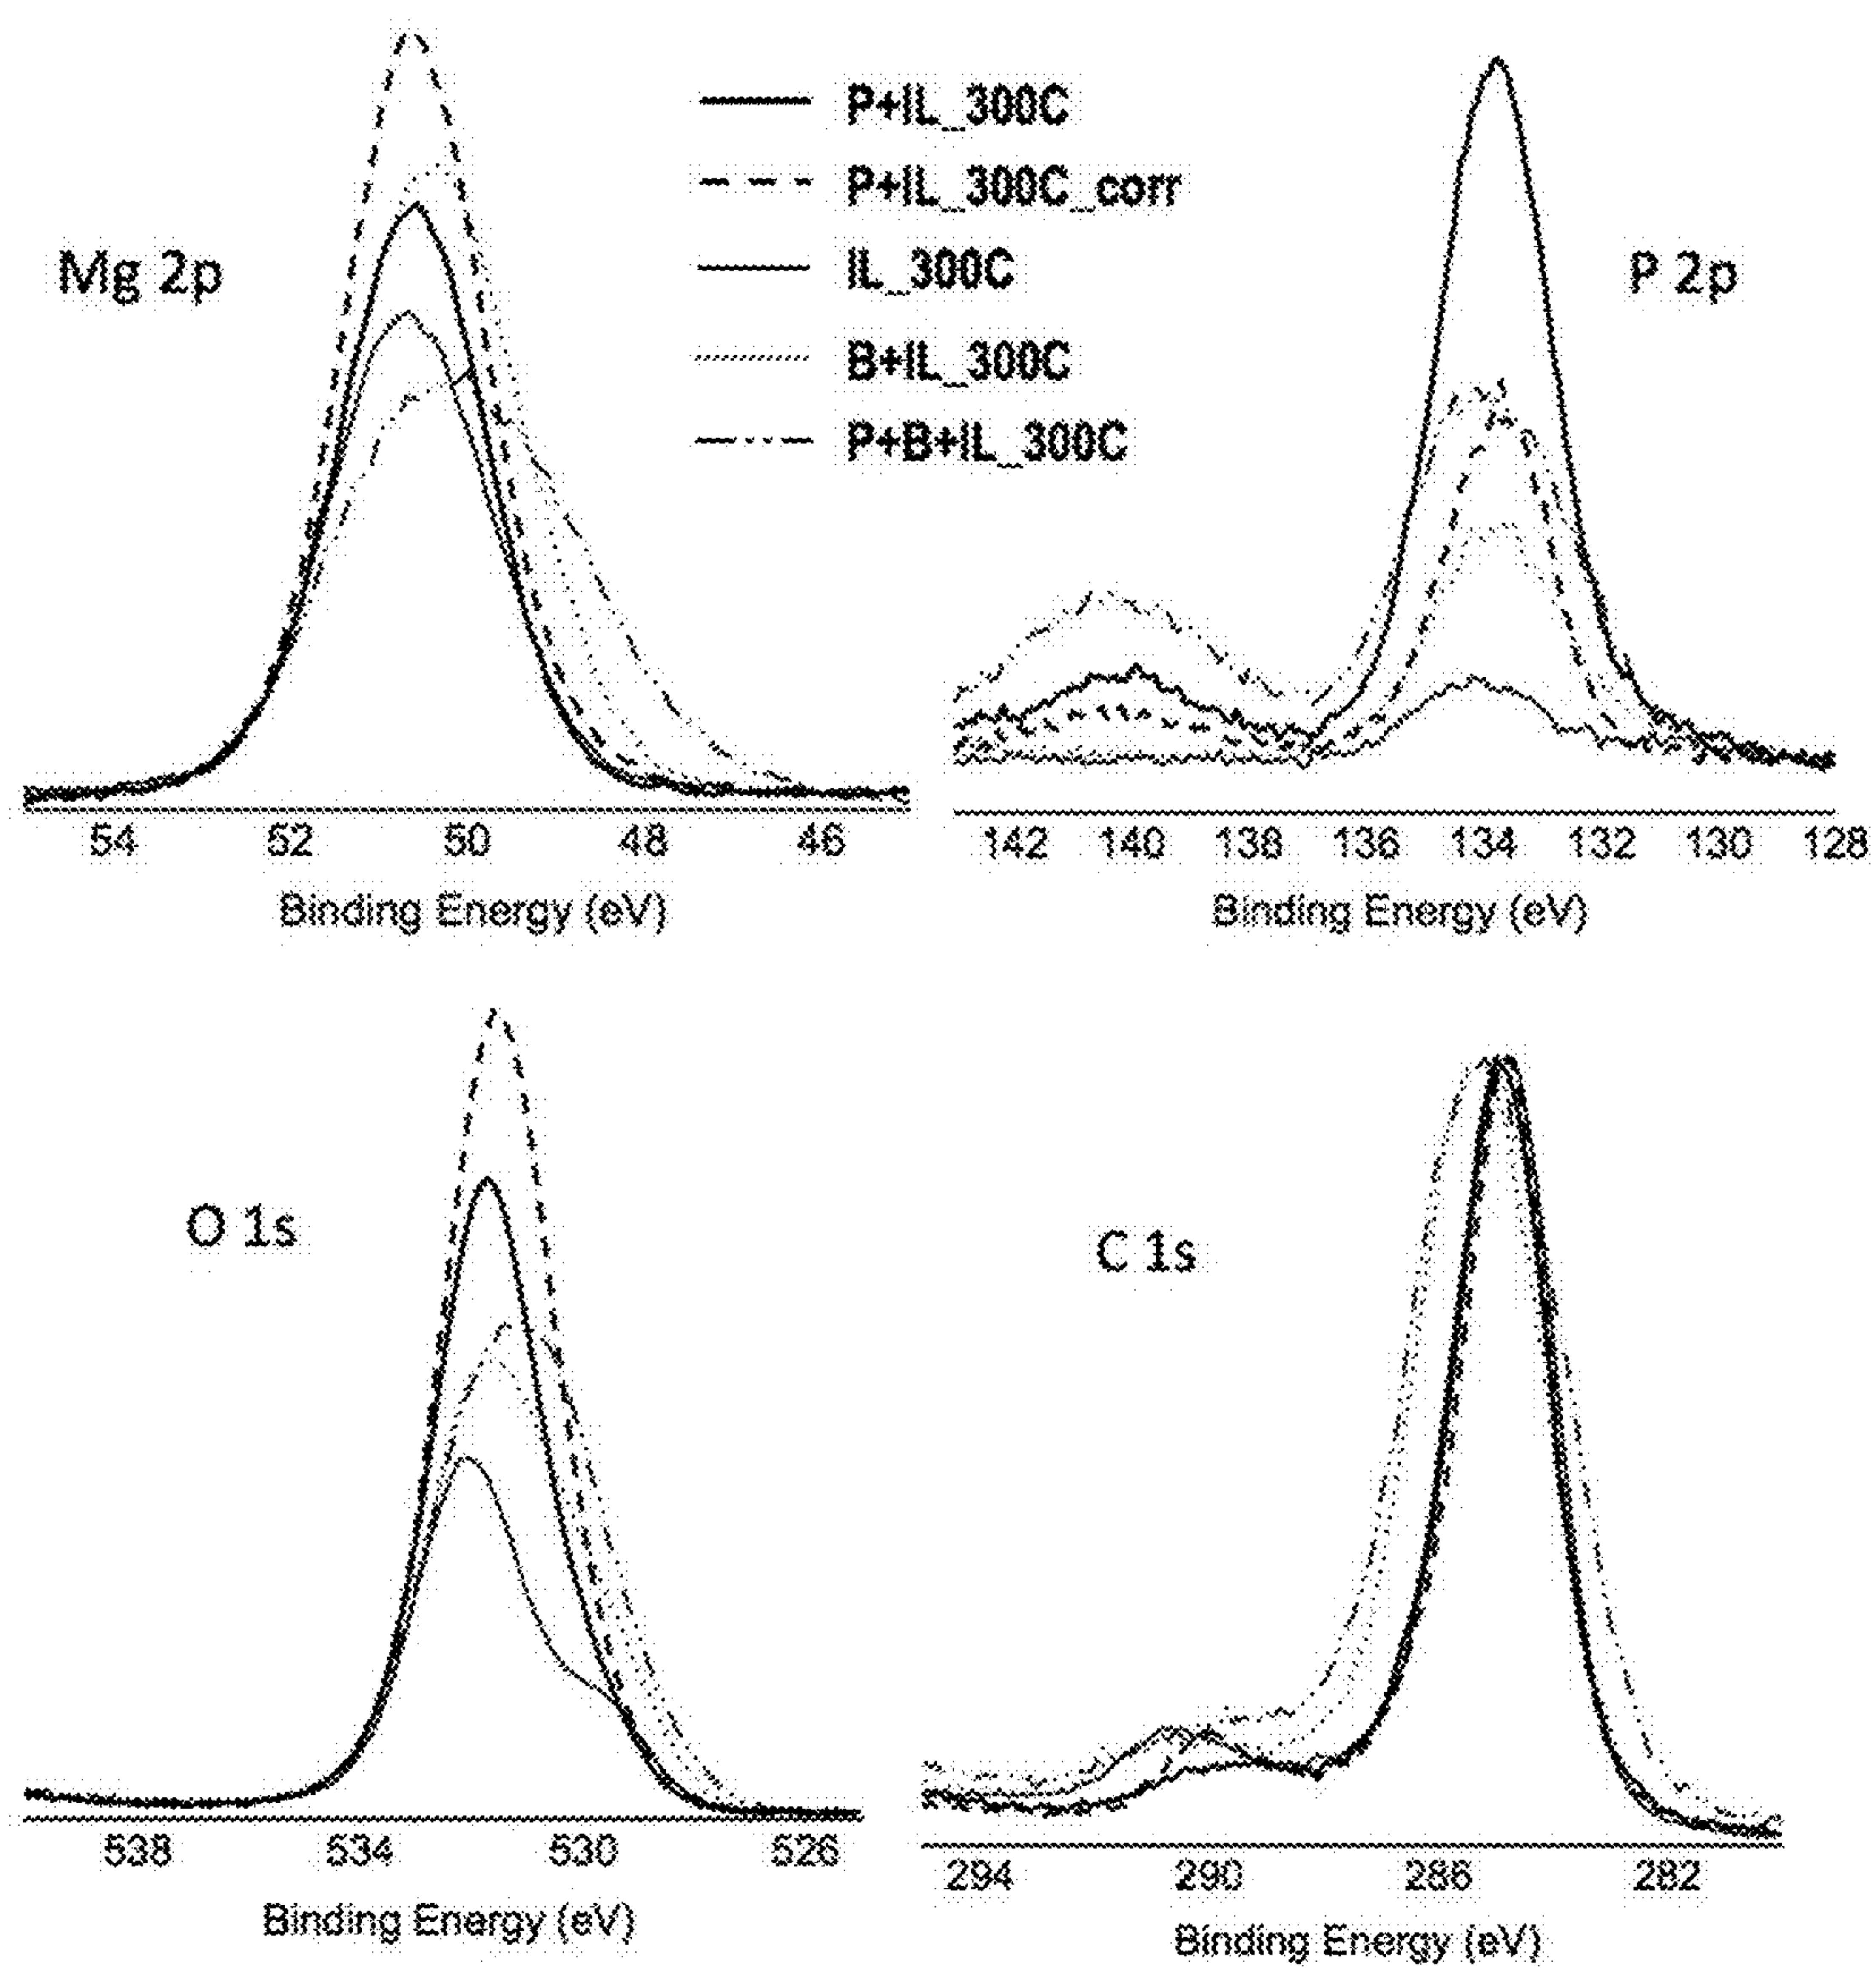 Mg 2p
P+IL_300C
P+IL_300C_corr
IL_300C
B+IL_300C
P+B+IL_300C
P 2p
54 52 50 48 46
Binding Energy (eV)
142 140 138 136 134 132 130 128
Binding Energy (eV)
O 1s
C 1s
538 534 530 526
Binding Energy (eV)
294 290 286 282
Binding Energy (eV)